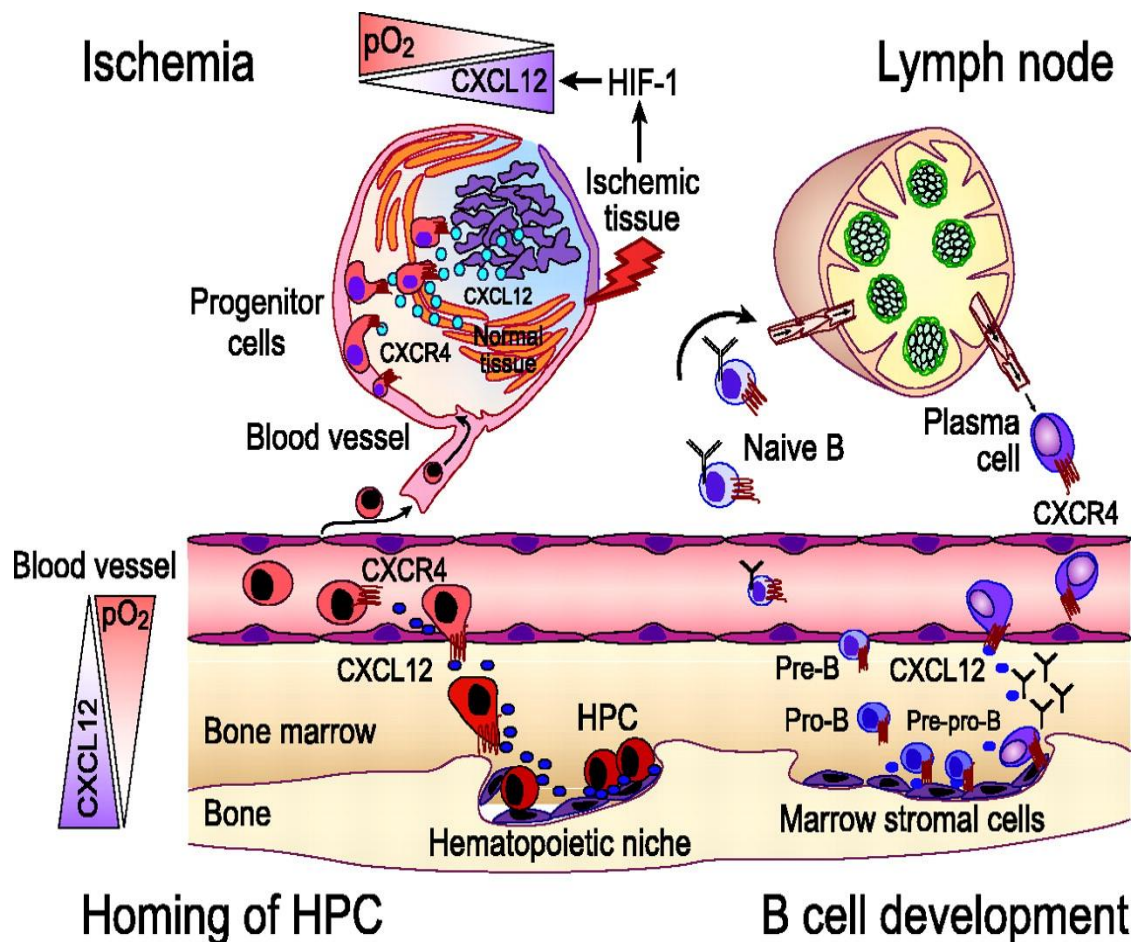 Ischemia
pO2
CXCL12
HIF-1
Lymph node
Ischemic
tissue
CXCL12
Normal
tissue
Progenitor
cells
CXCR4
Blood vessel
Naive B
Plasma
cell
CXCR4
Blood vessel
pO2
CXCL12
CXCR4
CXCL12
HPC
Bone marrow
Bone
Hematopoietic niche
Pre-B
CXCL12
Pro-B
Pre-pro-B
Marrow stromal cells
Homing of HPC
B cell development